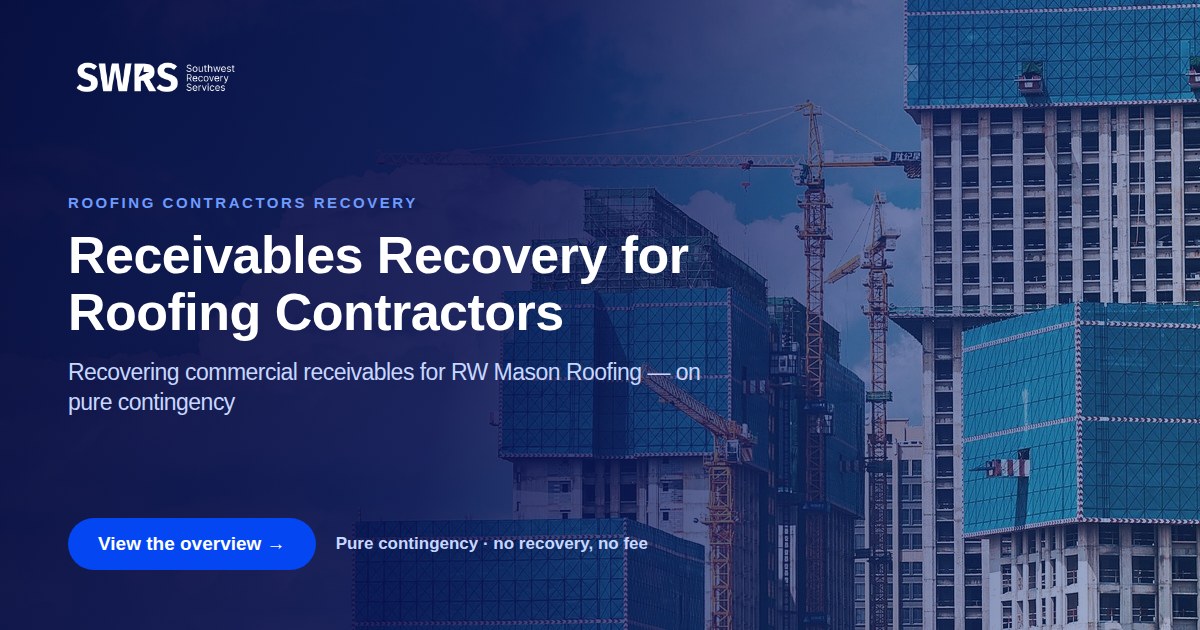 SWRS Southwest
Recovery
Services
ROOFING CONTRACTORS RECOVERY
Receivables Recovery for
Roofing Contractors
Recovering commercial receivables for RW Mason Roofing — on
pure contingency
View the overview →
Pure contingency · no recovery, no fee